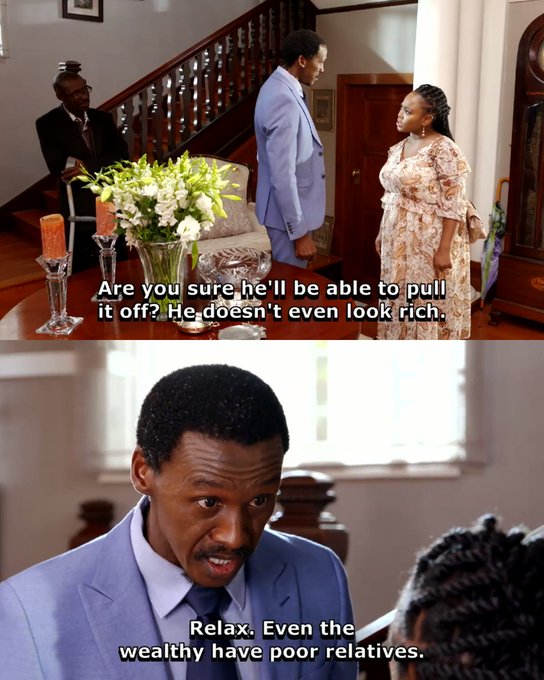 Are you sure he'll be able to pull
it off? He doesn't even look rich.
Relax. Even the
wealthy have poor relatives.